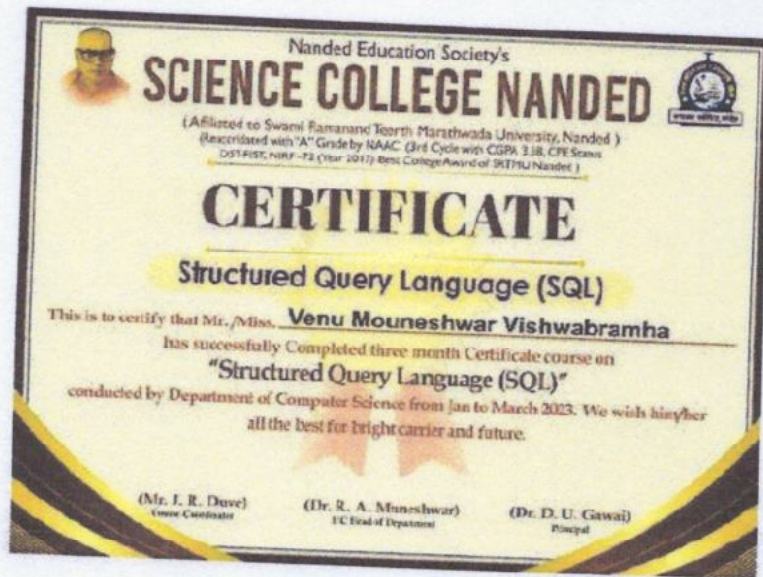 Nanded Education Society's
SCIENCE COLLEGE NANDED
(Affiliated to Swami Ramanand Teerth Marathwada University, Nanded )
(Reaccridated with "A" Grade by NAAC (3rd Cycle with CGPA 3.18, CPE Status
DST-FIST, NIRF -72 (Year 2017) Best College Award of SRTMU Nanded )
CERTIFICATE
Structured Query Language (SQL)
This is to certify that Mr./Miss. Venu Mouneshwar Vishwabramha
has successfully Completed three month Certificate course on
"Structured Query Language (SQL)"
conducted by Department of Computer Science from Jan to March 2023. We wish him/her
all the best for bright carrier and future.
(Mr. J. R. Duve) (Dr. R. A. Muneshwar) (Dr. D. U. Gawai)
Course Coordinator I/C Head of Department Principal